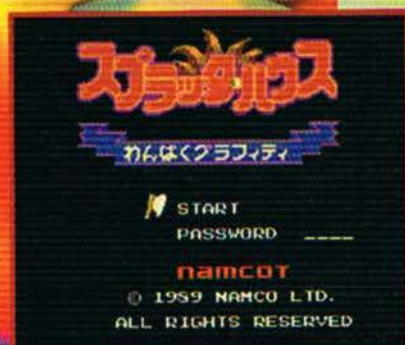 スプラッターハウス
わんぱくグラフィティ
START
PASSWORD ____
namcoT
© 1989 NAMCO LTD.
ALL RIGHTS RESERVED